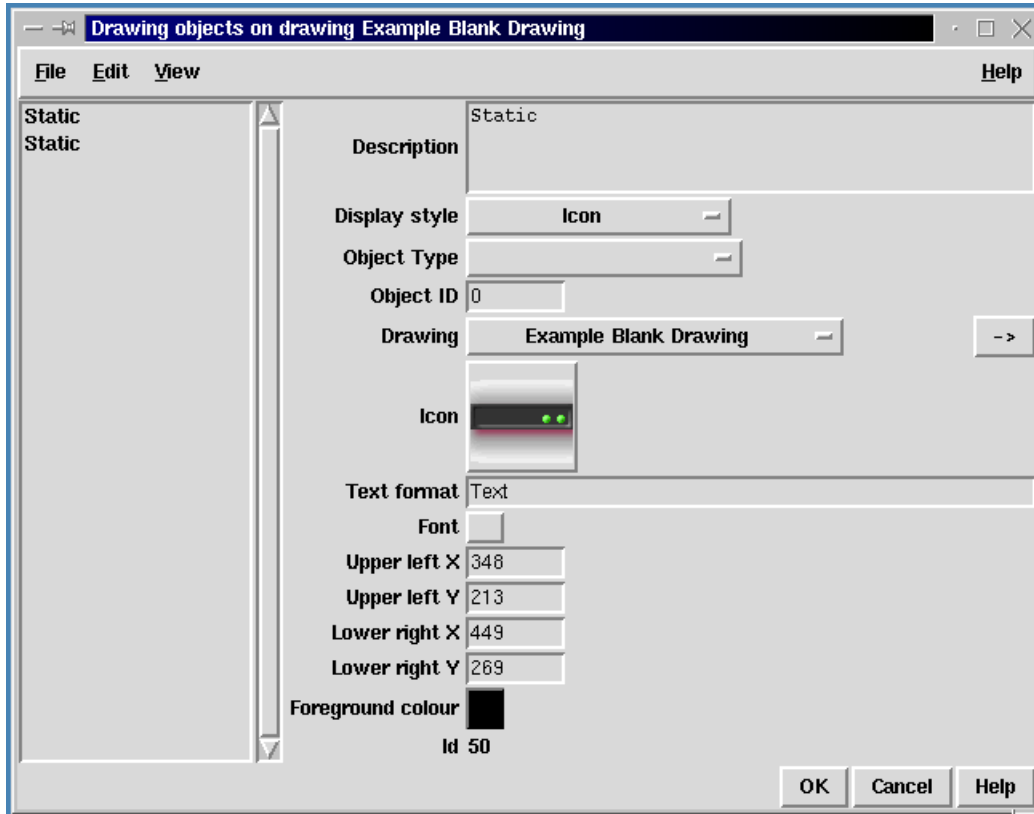 Drawing objects on drawing Example Blank Drawing
File Edit View Help
Static
Static
Description Static
Display style Icon
Object Type
Object ID 0
Drawing Example Blank Drawing ->
Icon
Text format Text
Font
Upper left X 348
Upper left Y 213
Lower right X 449
Lower right Y 269
Foreground colour
Id 50
OK Cancel Help